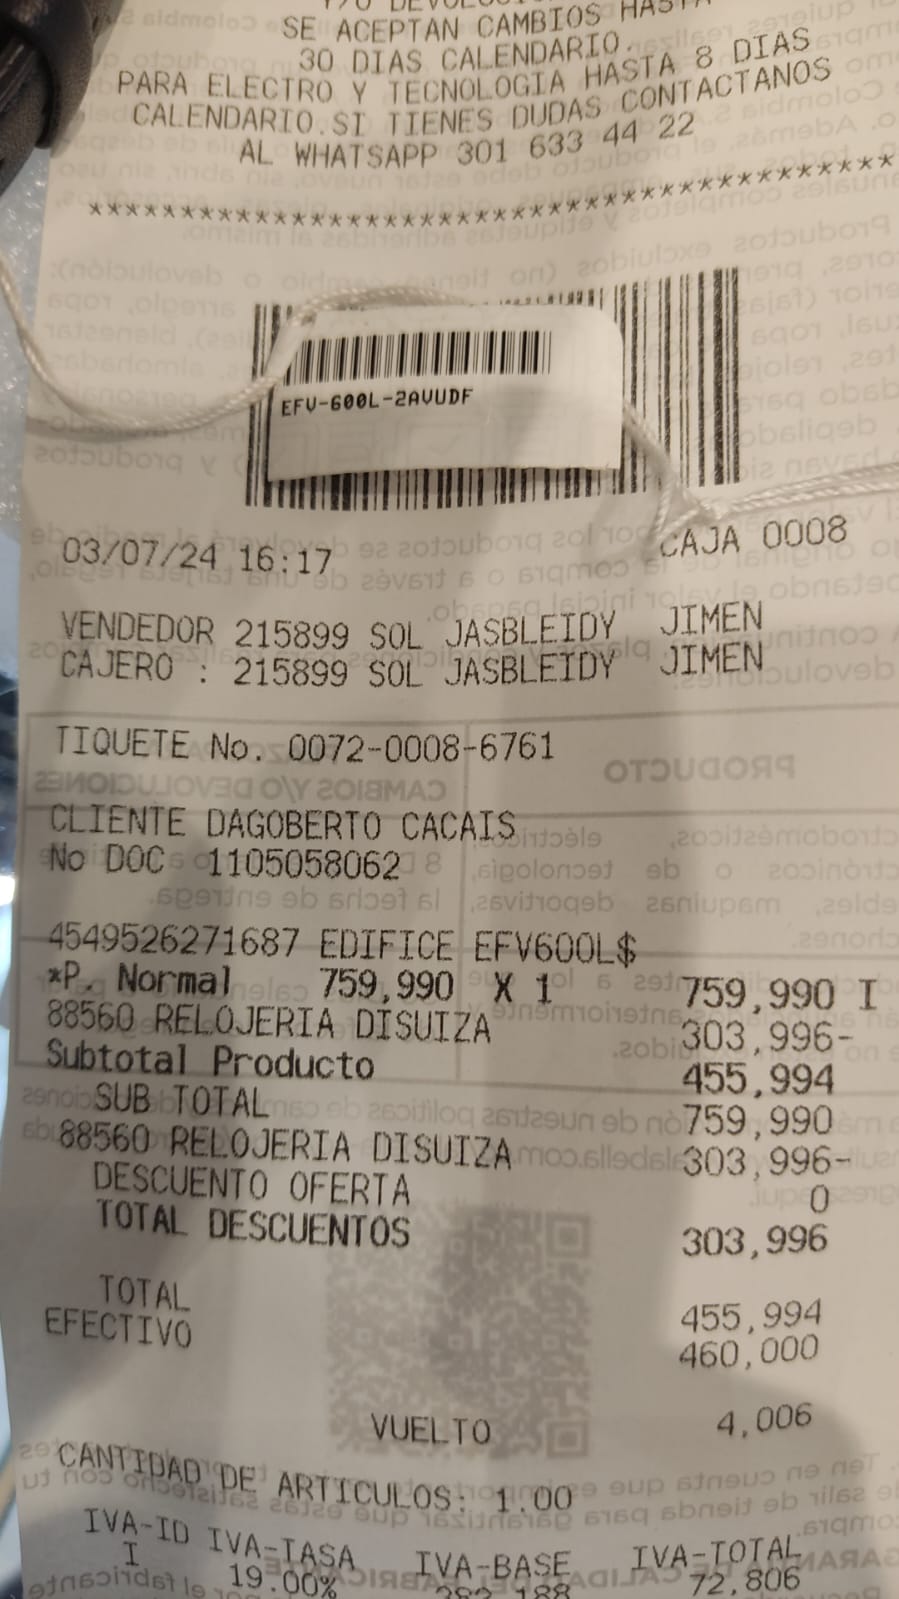 Y/O DEVOLUC
SE ACEPTAN CAMBIOS HASTA
30 DIAS CALENDARIO.
PARA ELECTRO Y TECNOLOGIA HASTA 8 DIAS
CALENDARIO.SI TIENES DUDAS CONTACTANOS
AL WHATSAPP 301 633 44 22
********************************************
EFV-600L-2AVUDF
03/07/24 16:17 CAJA 0008
VENDEDOR 215899 SOL JASBLEIDY JIMEN
CAJERO : 215899 SOL JASBLEIDY JIMEN
TIQUETE No. 0072-0008-6761
CLIENTE DAGOBERTO CACAIS
No DOC 1105058062
4549526271687 EDIFICE EFV600L$
*P. Normal 759,990 X 1 759,990 I
88560 RELOJERIA DISUIZA 303,996-
Subtotal Producto 455,994
SUB TOTAL 759,990
88560 RELOJERIA DISUIZA 303,996-
DESCUENTO OFERTA 0
TOTAL DESCUENTOS 303,996
TOTAL 455,994
EFECTIVO 460,000
VUELTO 4,006
CANTIDAD DE ARTICULOS: 1.00
IVA-ID IVA-TASA IVA-BASE IVA-TOTAL
I 19.00% 383,188 72,806